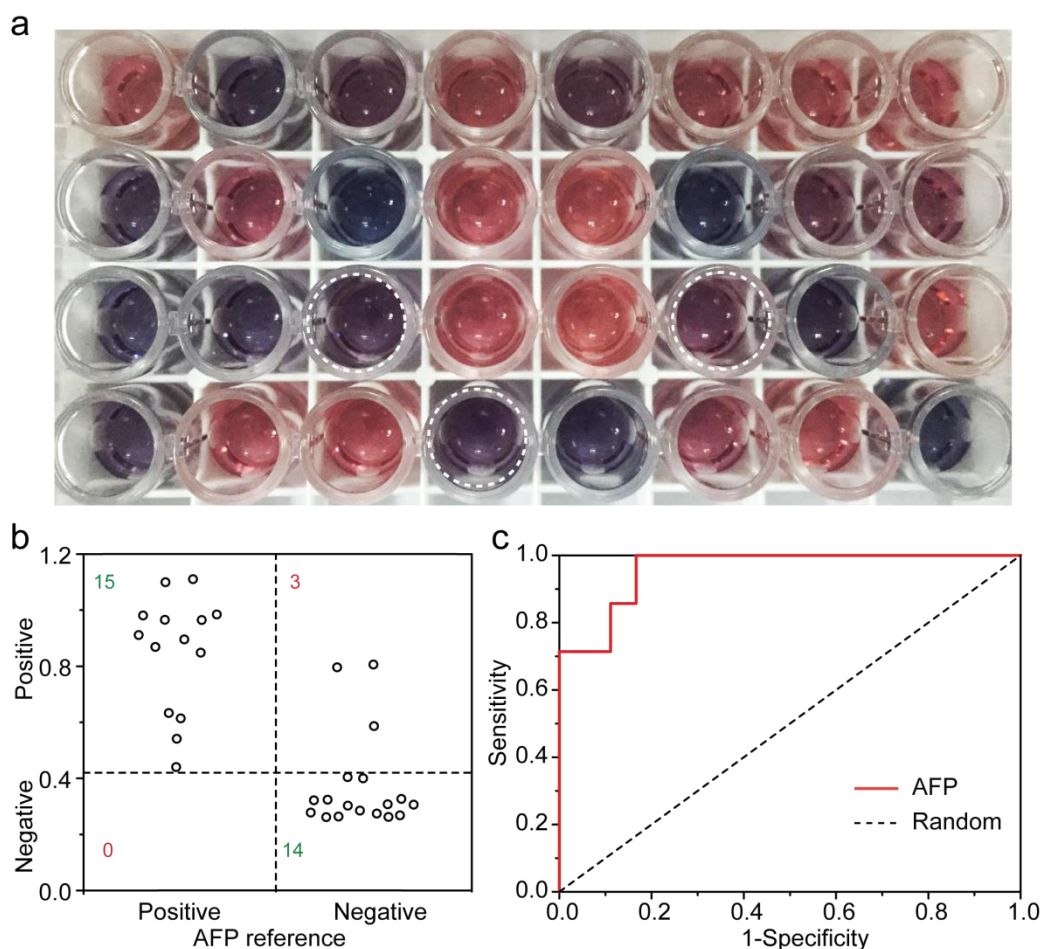 a
b
1.2
0.8
0.4
0.0
Positive
Negative
15
3
0
14
Positive
Negative
AFP reference
c
1.0
0.8
0.6
0.4
0.2
0.0
Sensitivity
AFP
Random
0.0
0.2
0.4
0.6
0.8
1.0
1-Specificity